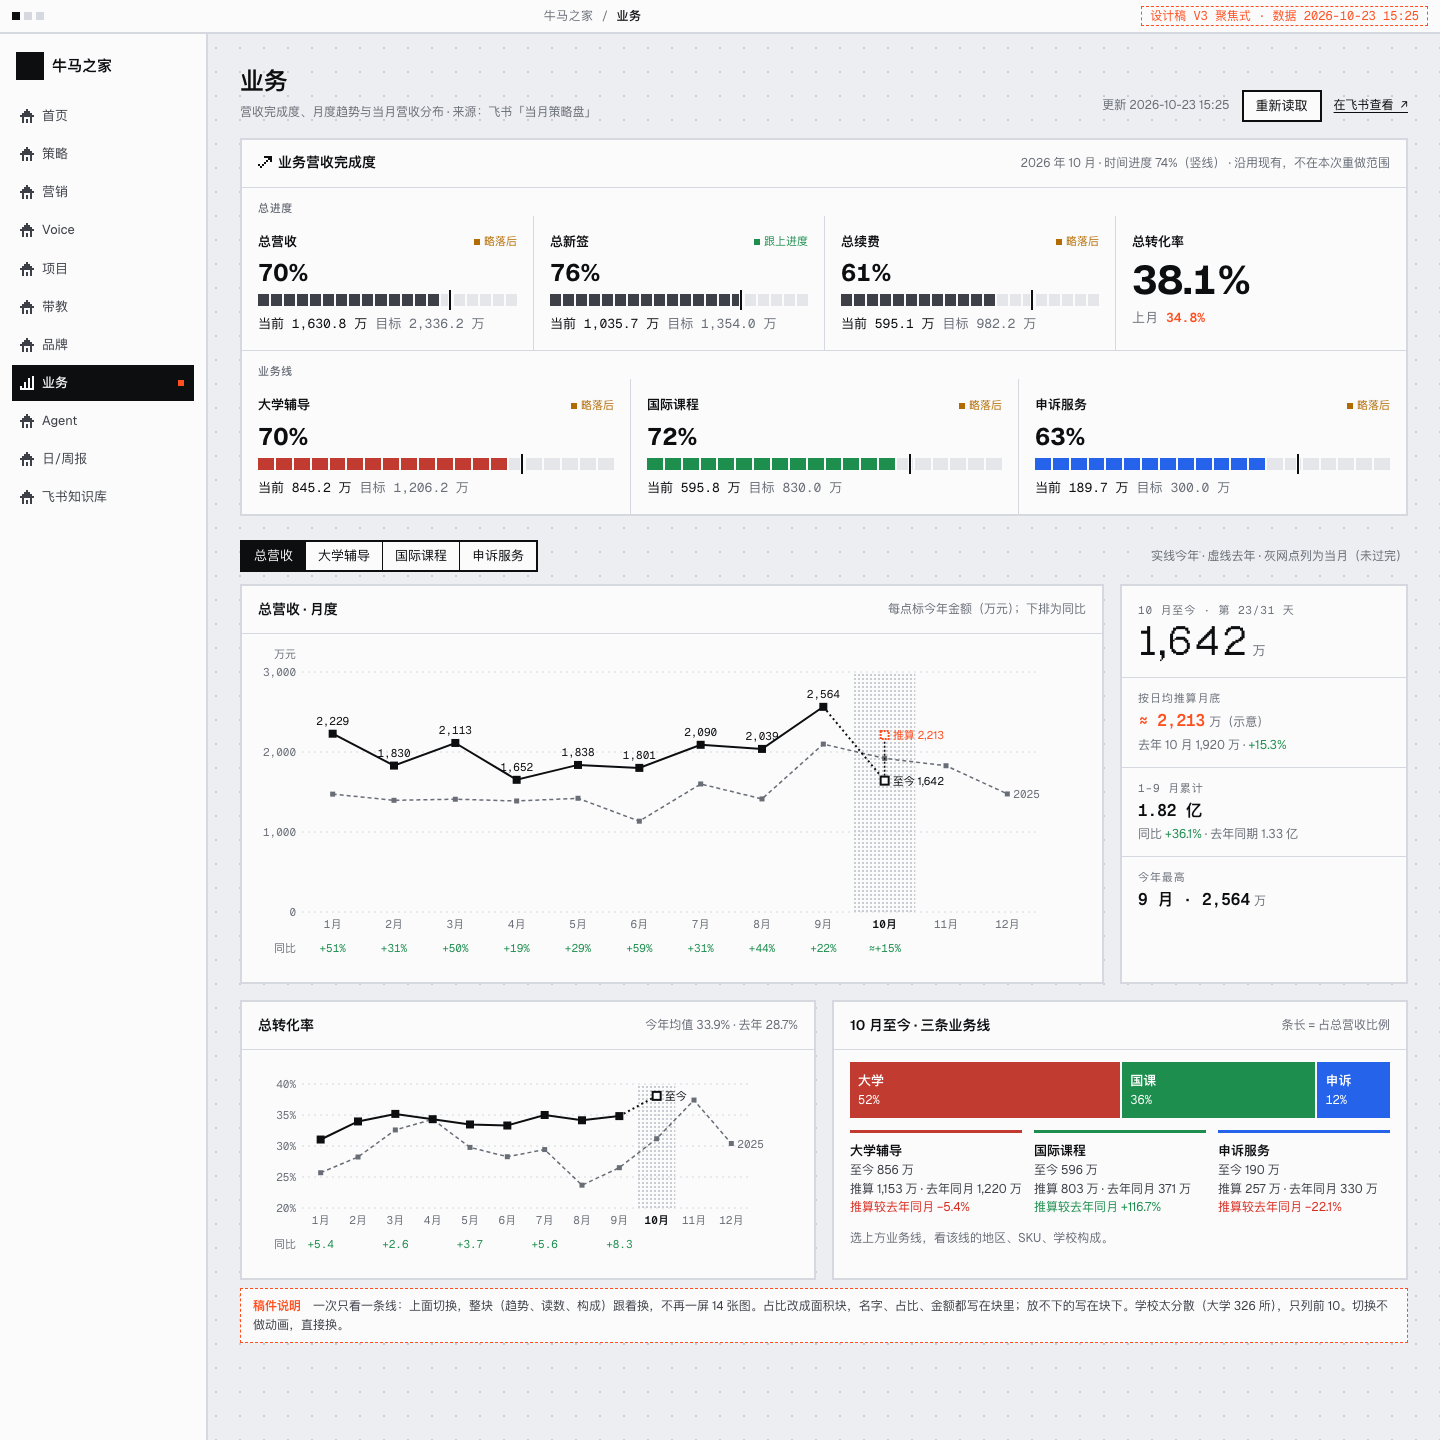 牛马之家 / 业务
设计稿 V3 聚焦式 · 数据 2026-10-23 15:25
牛马之家
首页
策略
营销
Voice
项目
带教
品牌
业务
Agent
日/周报
飞书知识库
业务
营收完成度、月度趋势与当月营收分布 · 来源：飞书「当月策略盘」
更新 2026-10-23 15:25
重新读取
在飞书查看 ↗
业务营收完成度
2026 年 10 月 · 时间进度 74%（竖线） · 沿用现有，不在本次重做范围
总进度
总营收 略落后
70%
当前 1,630.8 万 目标 2,336.2 万
总新签 跟上进度
76%
当前 1,035.7 万 目标 1,354.0 万
总续费 略落后
61%
当前 595.1 万 目标 982.2 万
总转化率
38.1%
上月 34.8%
业务线
大学辅导 略落后
70%
当前 845.2 万 目标 1,206.2 万
国际课程 略落后
72%
当前 595.8 万 目标 830.0 万
申诉服务 略落后
63%
当前 189.7 万 目标 300.0 万
总营收 大学辅导 国际课程 申诉服务
实线今年 · 虚线去年 · 灰网点列为当月（未过完）
总营收 · 月度
每点标今年金额（万元）；下排为同比
万元
3,000
2,000
1,000
0
2,229
1,830
2,113
1,652
1,838
1,801
2,090
2,039
2,564
推算 2,213
至今 1,642
2025
1月 2月 3月 4月 5月 6月 7月 8月 9月 10月 11月 12月
同比 +51% +31% +50% +19% +29% +59% +31% +44% +22% ≈+15%
10 月至今 · 第 23/31 天
1,642 万
按日均推算月底
≈ 2,213 万（示意）
去年 10 月 1,920 万 · +15.3%
1-9 月累计
1.82 亿
同比 +36.1% · 去年同期 1.33 亿
今年最高
9 月 · 2,564 万
总转化率
今年均值 33.9% · 去年 28.7%
40%
35%
30%
25%
20%
至今
2025
1月 2月 3月 4月 5月 6月 7月 8月 9月 10月 11月 12月
同比 +5.4 +2.6 +3.7 +5.6 +8.3
10 月至今 · 三条业务线
条长 = 占总营收比例
大学
52%
国课
36%
申诉
12%
大学辅导
至今 856 万
推算 1,153 万 · 去年同月 1,220 万
推算较去年同月 −5.4%
国际课程
至今 596 万
推算 803 万 · 去年同月 371 万
推算较去年同月 +116.7%
申诉服务
至今 190 万
推算 257 万 · 去年同月 330 万
推算较去年同月 −22.1%
选上方业务线，看该线的地区、SKU、学校构成。
稿件说明 一次只看一条线：上面切换，整块（趋势、读数、构成）跟着换，不再一屏 14 张图。占比改成面积块，名字、占比、金额都写在块里；放不下的写在块下。学校太分散（大学 326 所），只列前 10。切换不
做动画，直接换。